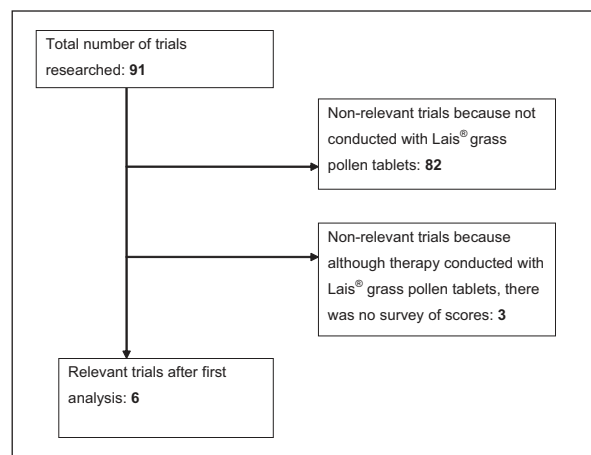 Total number of trials
researched: 91
Non-relevant trials because not
conducted with Lais® grass
pollen tablets: 82
Non-relevant trials because
although therapy conducted with
Lais® grass pollen tablets, there
was no survey of scores: 3
Relevant trials after first
analysis: 6